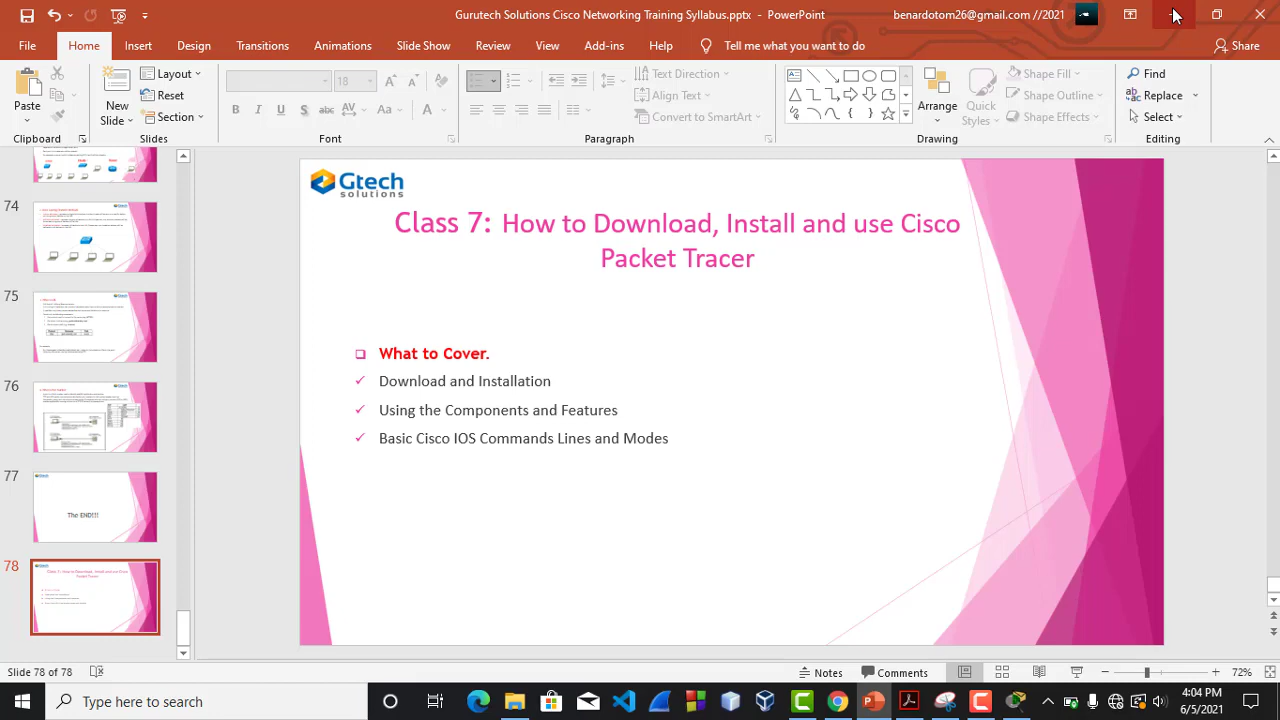 Gurutech Solutions Cisco Networking Training Syllabus.pptx - PowerPoint
benardotom26@gmail.com //2021
File Home Insert Design Transitions Animations Slide Show Review View Add-ins Help Tell me what you want to do Share
Paste
Clipboard
New Slide
Layout
Reset
Section
Slides
18
B I U S abc AV Aa A
Font
Text Direction
Align Text
Convert to SmartArt
Paragraph
Arrange
Quick Styles
Shape Fill
Shape Outline
Shape Effects
Drawing
Find
Replace
Select
Editing
74
75
76
77
The END!!!
78
Gtech
solutions
Class 7: How to Download, Install and use Cisco
Packet Tracer
What to Cover.
Download and Installation
Using the Components and Features
Basic Cisco IOS Commands Lines and Modes
Slide 78 of 78
Notes
Comments
72%
Type here to search
4:04 PM
6/5/2021